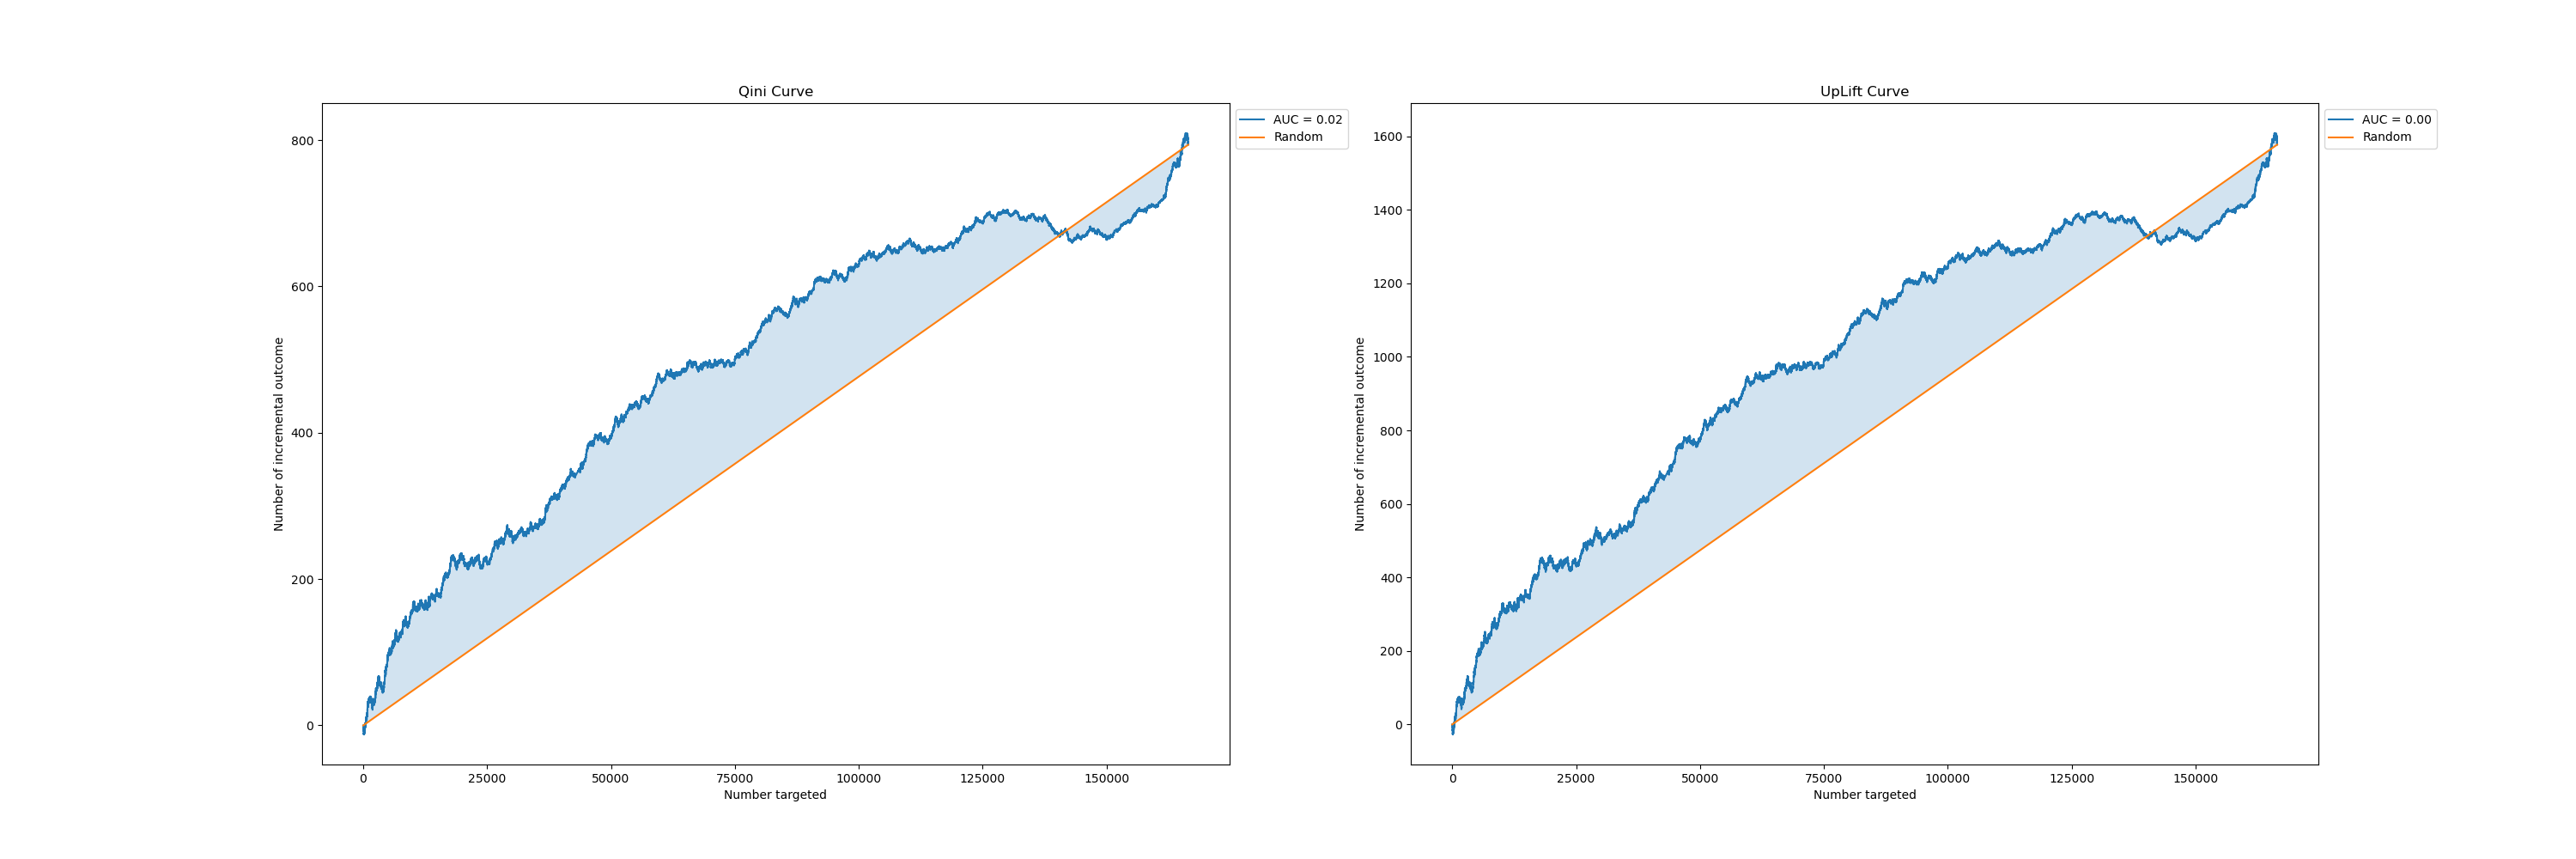 Qini Curve
AUC = 0.02
Random
800
600
400
200
0
Number of incremental outcome
0 25000 50000 75000 100000 125000 150000
Number targeted
UpLift Curve
AUC = 0.00
Random
1600
1400
1200
1000
800
600
400
200
0
Number of incremental outcome
0 25000 50000 75000 100000 125000 150000
Number targeted